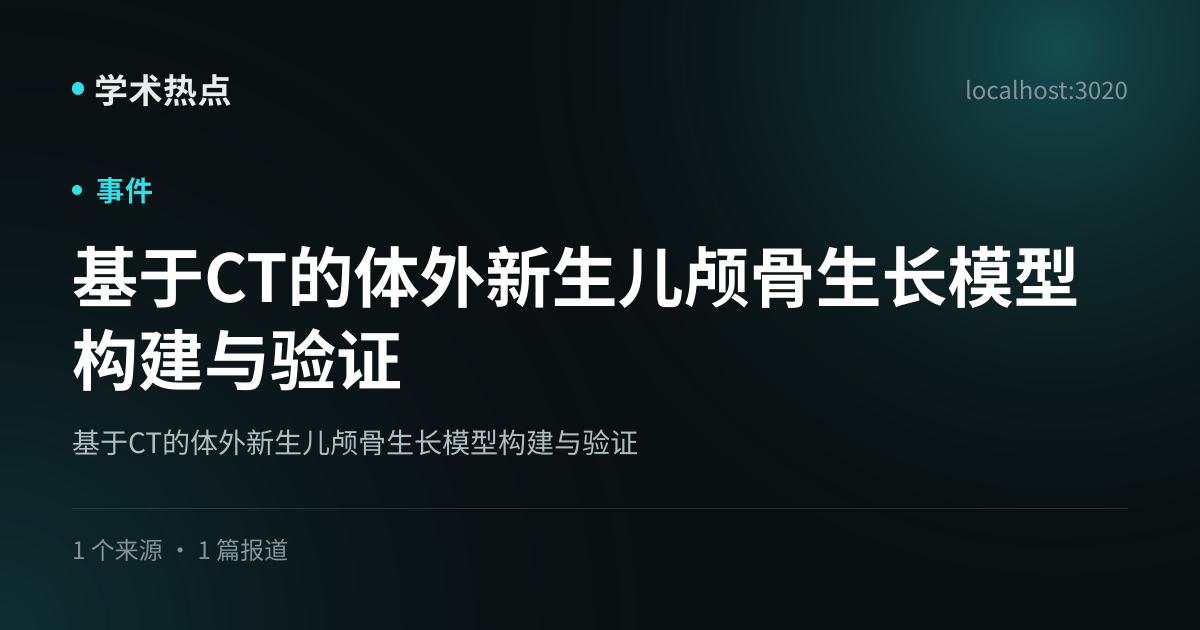 学术热点
localhost:3020
事件
基于CT的体外新生儿颅骨生长模型
构建与验证
基于CT的体外新生儿颅骨生长模型构建与验证
1 个来源 · 1 篇报道